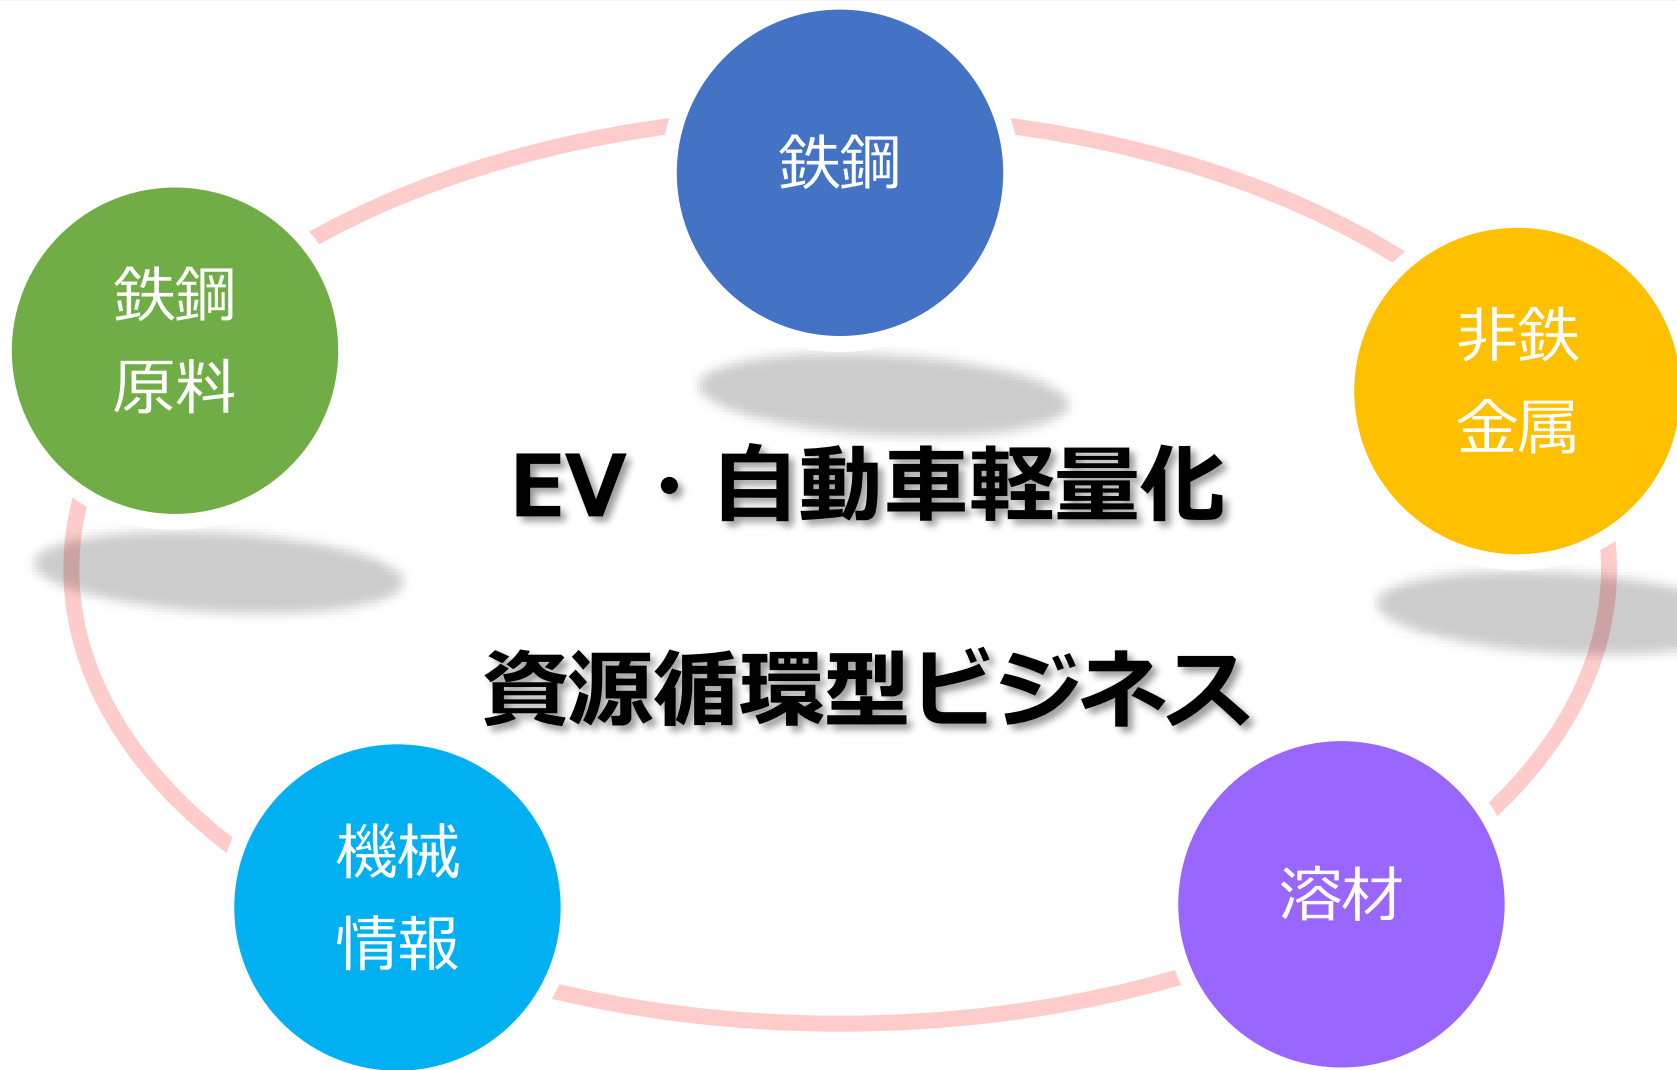 鉄鋼
鉄鋼
原料
非鉄
金属
EV・自動車軽量化
資源循環型ビジネス
機械
情報
溶材